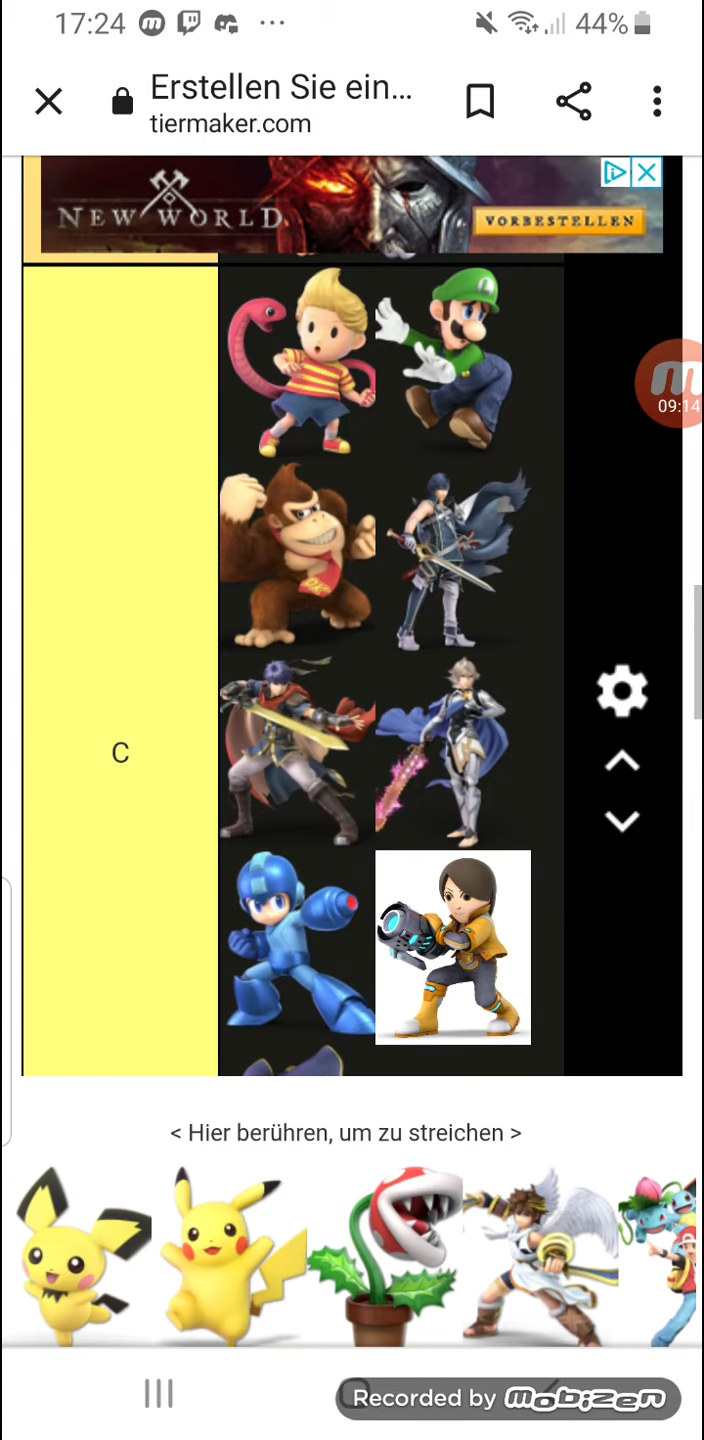 17:24
44%
Erstellen Sie ein...
tiermaker.com
NEW WORLD
VORBESTELLEN
L
09:14
DK
C
< Hier berühren, um zu streichen >
Recorded by mobizen